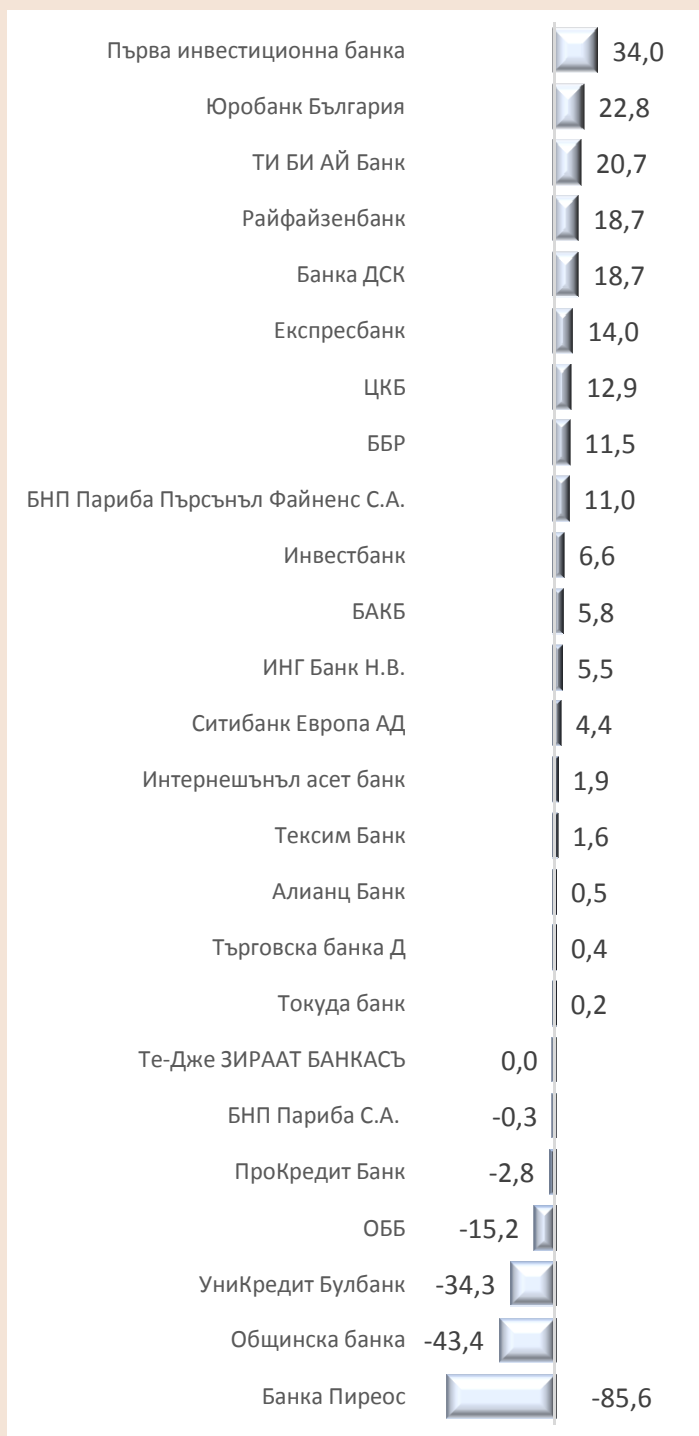 Първа инвестиционна банка 34,0
Юробанк България 22,8
ТИ БИ АЙ Банк 20,7
Райфайзенбанк 18,7
Банка ДСК 18,7
Експресбанк 14,0
ЦКБ 12,9
ББР 11,5
БНП Париба Пърсънъл Файненс С.А. 11,0
Инвестбанк 6,6
БАКБ 5,8
ИНГ Банк Н.В. 5,5
Ситибанк Европа АД 4,4
Интернешънъл асет банк 1,9
Тексим Банк 1,6
Алианц Банк 0,5
Търговска банка Д 0,4
Токуда банк 0,2
Те-Дже ЗИРААТ БАНКАСЪ 0,0
БНП Париба С.А. -0,3
ПроКредит Банк -2,8
ОББ -15,2
УниКредит Булбанк -34,3
Общинска банка -43,4
Банка Пиреос -85,6